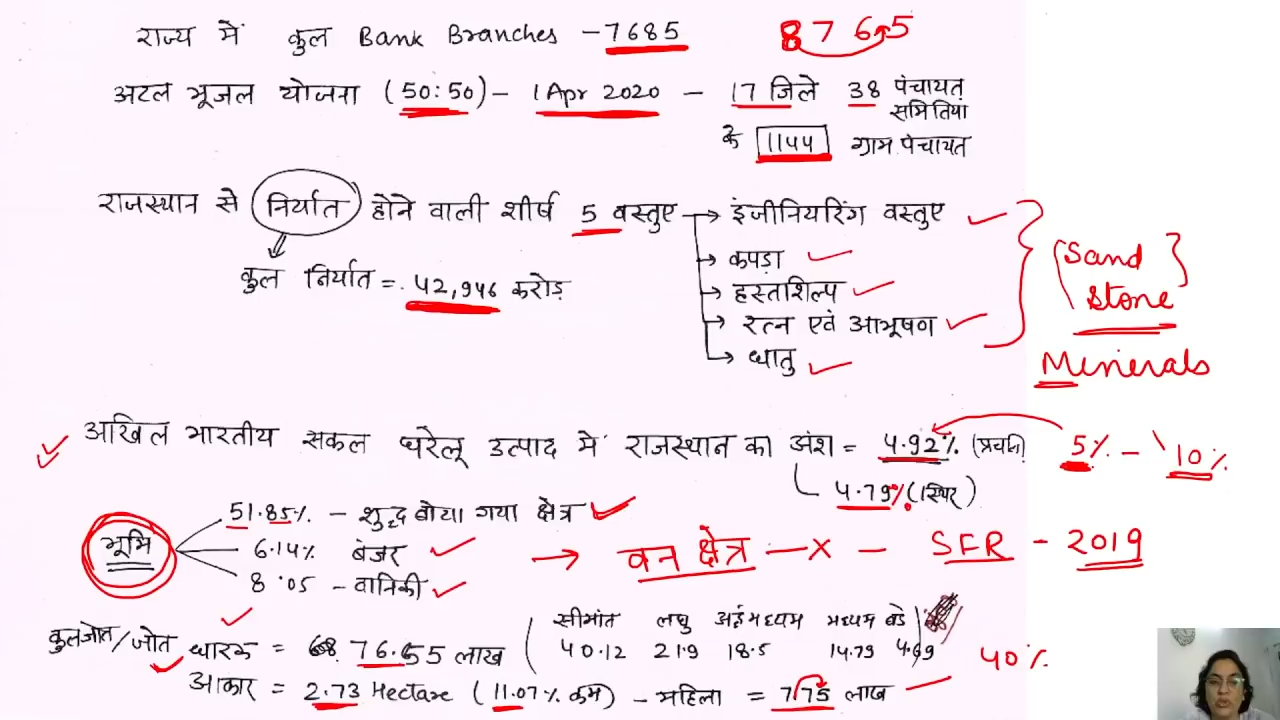 राज्य में कुल Bank Branches - 7685 8765
अटल भूजल योजना (50:50) - 1 Apr 2020 - 17 जिले 38 पंचायत समितिया
के 1144 ग्राम पंचायत
राजस्थान से निर्यात होने वाली शीर्ष 5 वस्तुए → इंजीनियरिंग वस्तुए
→ कपड़ा
कुल निर्यात = 42,946 करोड़
→ हस्तशिल्प
→ रत्न एवं आभूषण
→ धातु
{Sand Stone}
Minerals
अखिल भारतीय सकल घरेलू उत्पाद में राजस्थान का अंश = 4.92% (प्रचलित) 5% - 10%
4.79% (स्थिर)
भूमि
51.85% - शुद्ध बोया गया क्षेत्र
6.14% बंजर
8.05 - वानिकी
→ वन क्षेत्र - X - SFR - 2019
कुलजोत/जोत
धारक = 76.55 लाख
सीमांत लघु अर्द्धमध्यम मध्यम बडे
40.12 21.9 18.5 14.79 4.69
40%
आकार = 2.73 Hectare (11.07% कम) - महिला = 7.75 लाख